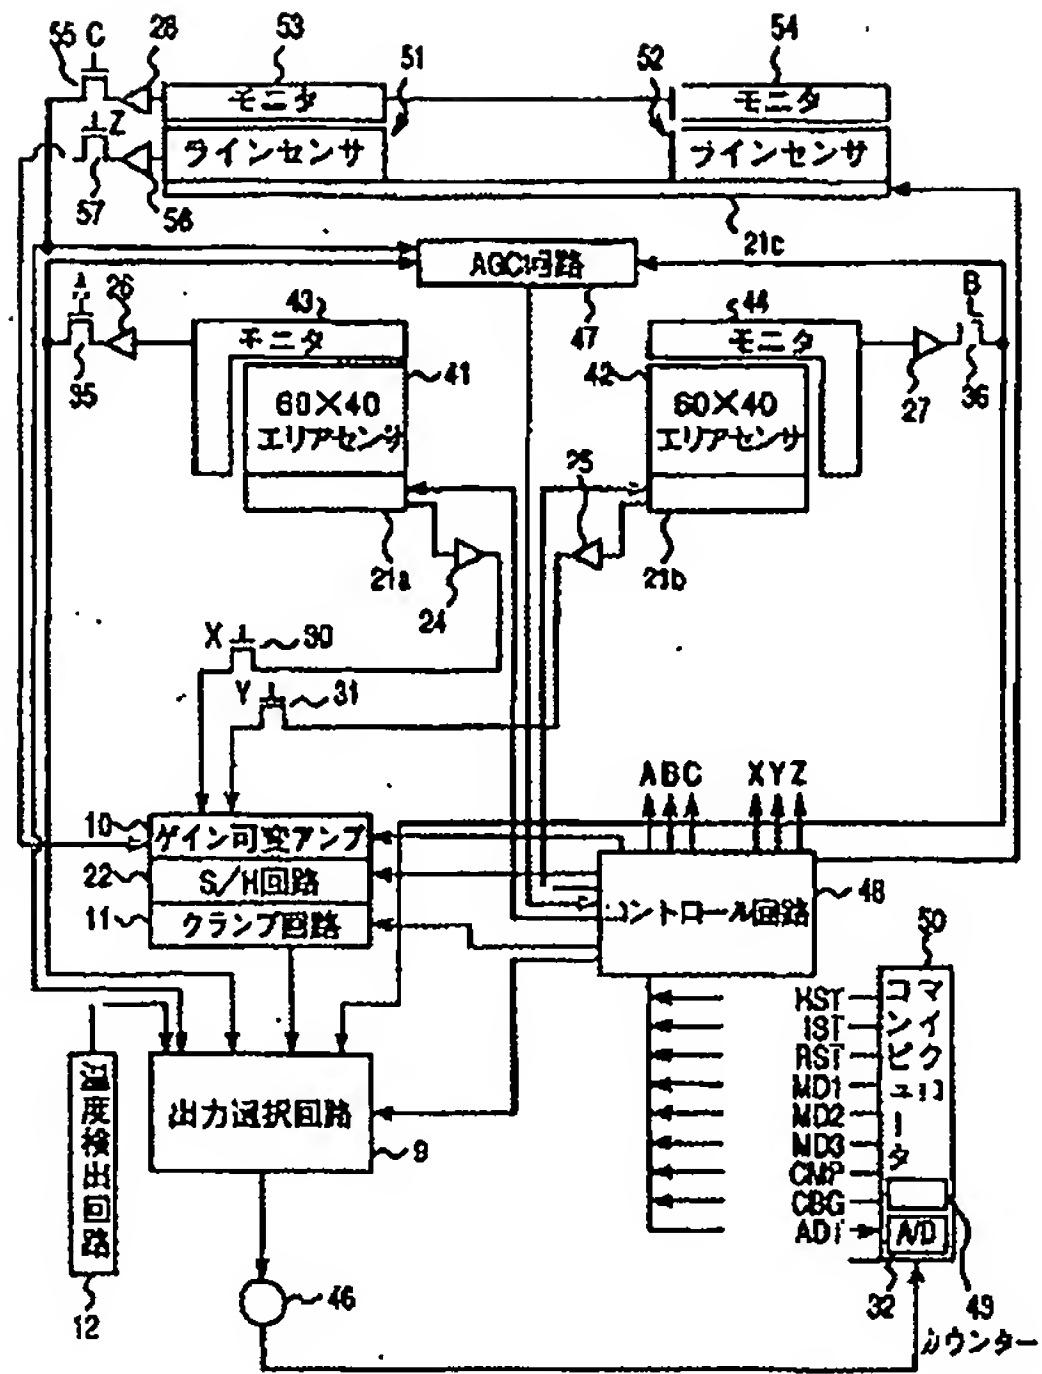 55 C 28 53 51 52 54
モニタ モニタ
Z
ラインセンサ ラインセンサ
57 56 21c
AGC回路
47
A 26 43 44 B
モニタ モニタ
35 41 42 27 36
60×40 60×40
エリアセンサ エリアセンサ
25
21a 24 21b
X 30
Y 31
A B C X Y Z
10 ゲイン可変アンプ
22 S/H回路
11 クランプ回路
コントロール回路 48
50
マイクロ
コンピュータ
IST
RST
MD1
MD2
MD3
CMP
CBG
ADT
A/D
32 49
カウンター
温度検出回路
12
出力選択回路
9
46